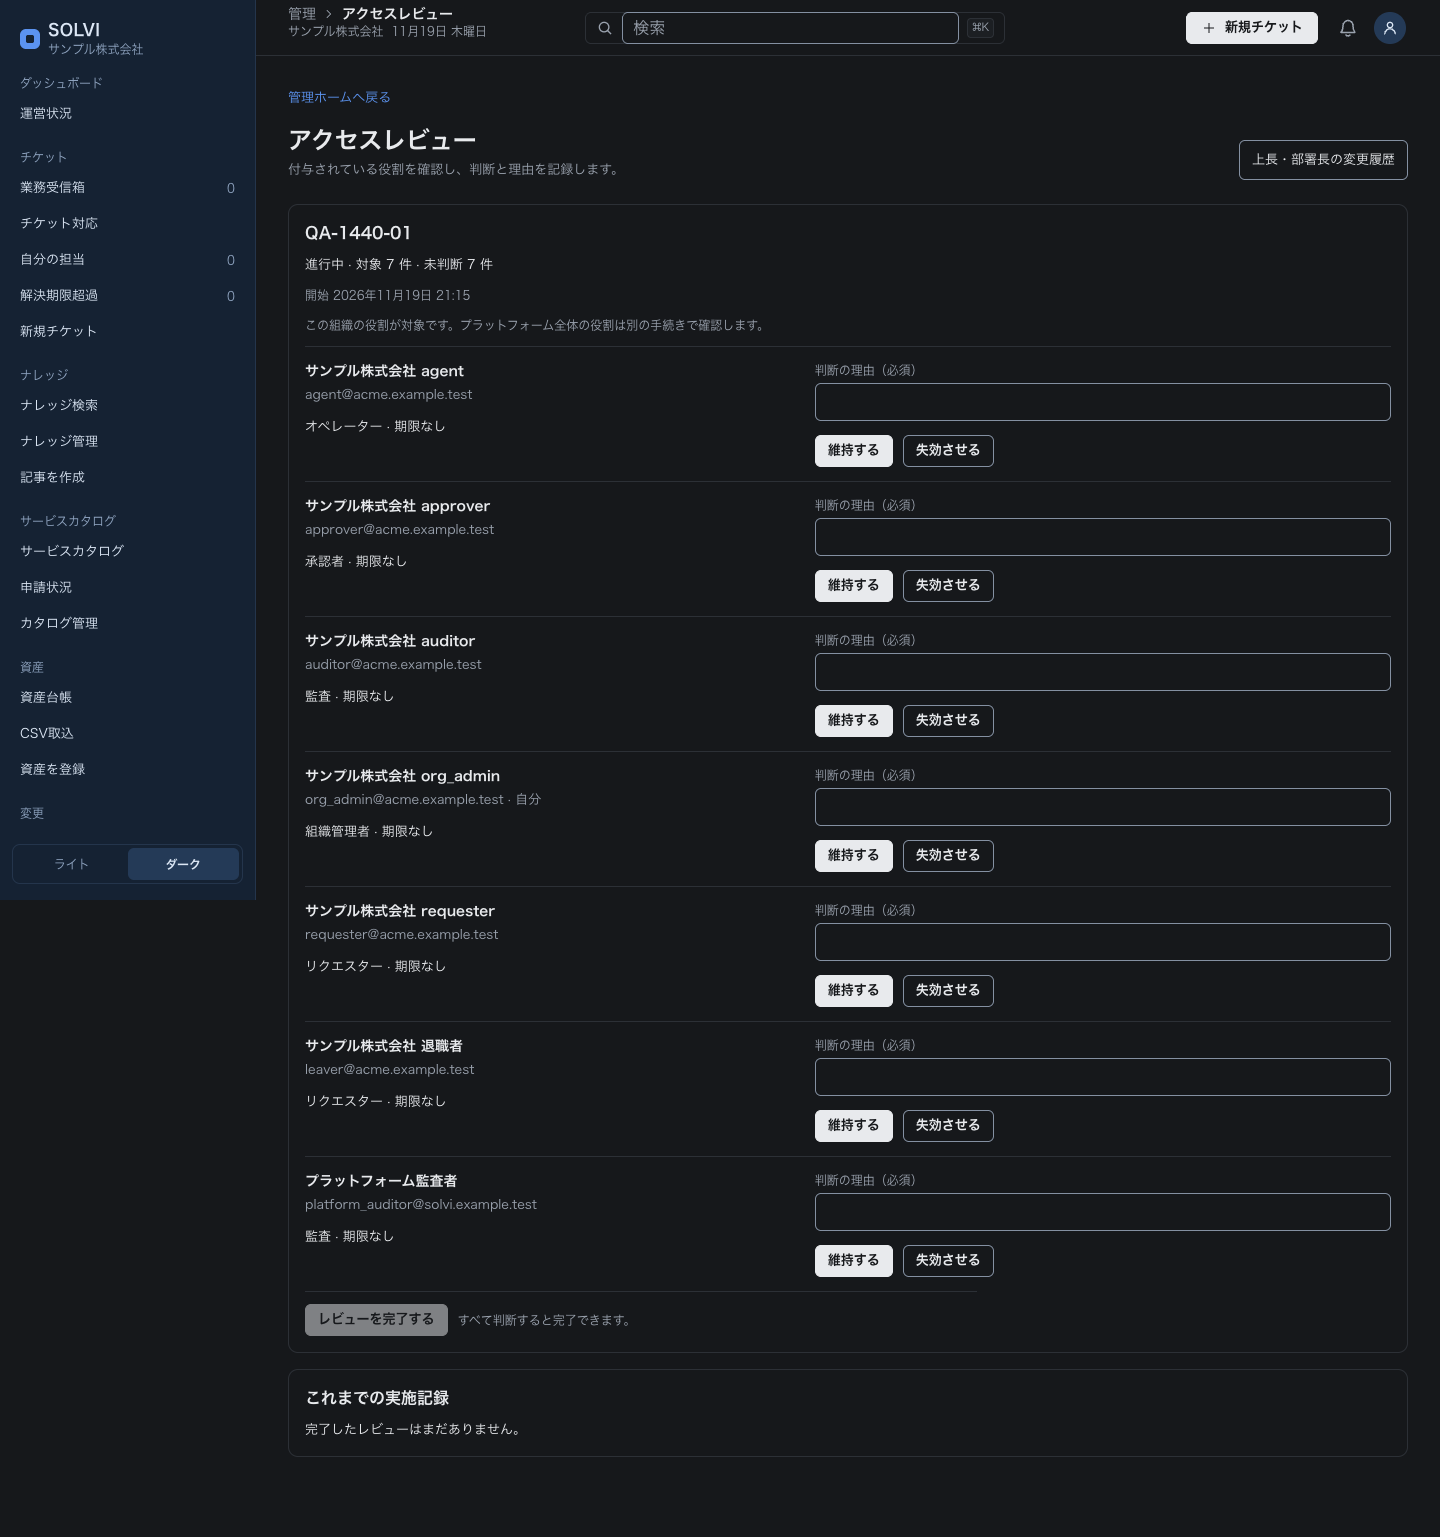 SOLVI
サンプル株式会社
ダッシュボード
運営状況
チケット
業務受信箱 0
チケット対応
自分の担当 0
解決期限超過 0
新規チケット
ナレッジ
ナレッジ検索
ナレッジ管理
記事を作成
サービスカタログ
サービスカタログ
申請状況
カタログ管理
資産
資産台帳
CSV取込
資産を登録
変更
ライト ダーク
管理 > アクセスレビュー
サンプル株式会社 11月19日 木曜日
検索 ⌘K
+ 新規チケット
管理ホームへ戻る
アクセスレビュー
付与されている役割を確認し、判断と理由を記録します。
上長・部署長の変更履歴
QA-1440-01
進行中 · 対象 7 件 · 未判断 7 件
開始 2026年11月19日 21:15
この組織の役割が対象です。プラットフォーム全体の役割は別の手続きで確認します。
サンプル株式会社 agent
agent@acme.example.test
オペレーター · 期限なし
判断の理由（必須）
維持する 失効させる
サンプル株式会社 approver
approver@acme.example.test
承認者 · 期限なし
判断の理由（必須）
維持する 失効させる
サンプル株式会社 auditor
auditor@acme.example.test
監査 · 期限なし
判断の理由（必須）
維持する 失効させる
サンプル株式会社 org_admin
org_admin@acme.example.test · 自分
組織管理者 · 期限なし
判断の理由（必須）
維持する 失効させる
サンプル株式会社 requester
requester@acme.example.test
リクエスター · 期限なし
判断の理由（必須）
維持する 失効させる
サンプル株式会社 退職者
leaver@acme.example.test
リクエスター · 期限なし
判断の理由（必須）
維持する 失効させる
プラットフォーム監査者
platform_auditor@solvi.example.test
監査 · 期限なし
判断の理由（必須）
維持する 失効させる
レビューを完了する すべて判断すると完了できます。
これまでの実施記録
完了したレビューはまだありません。